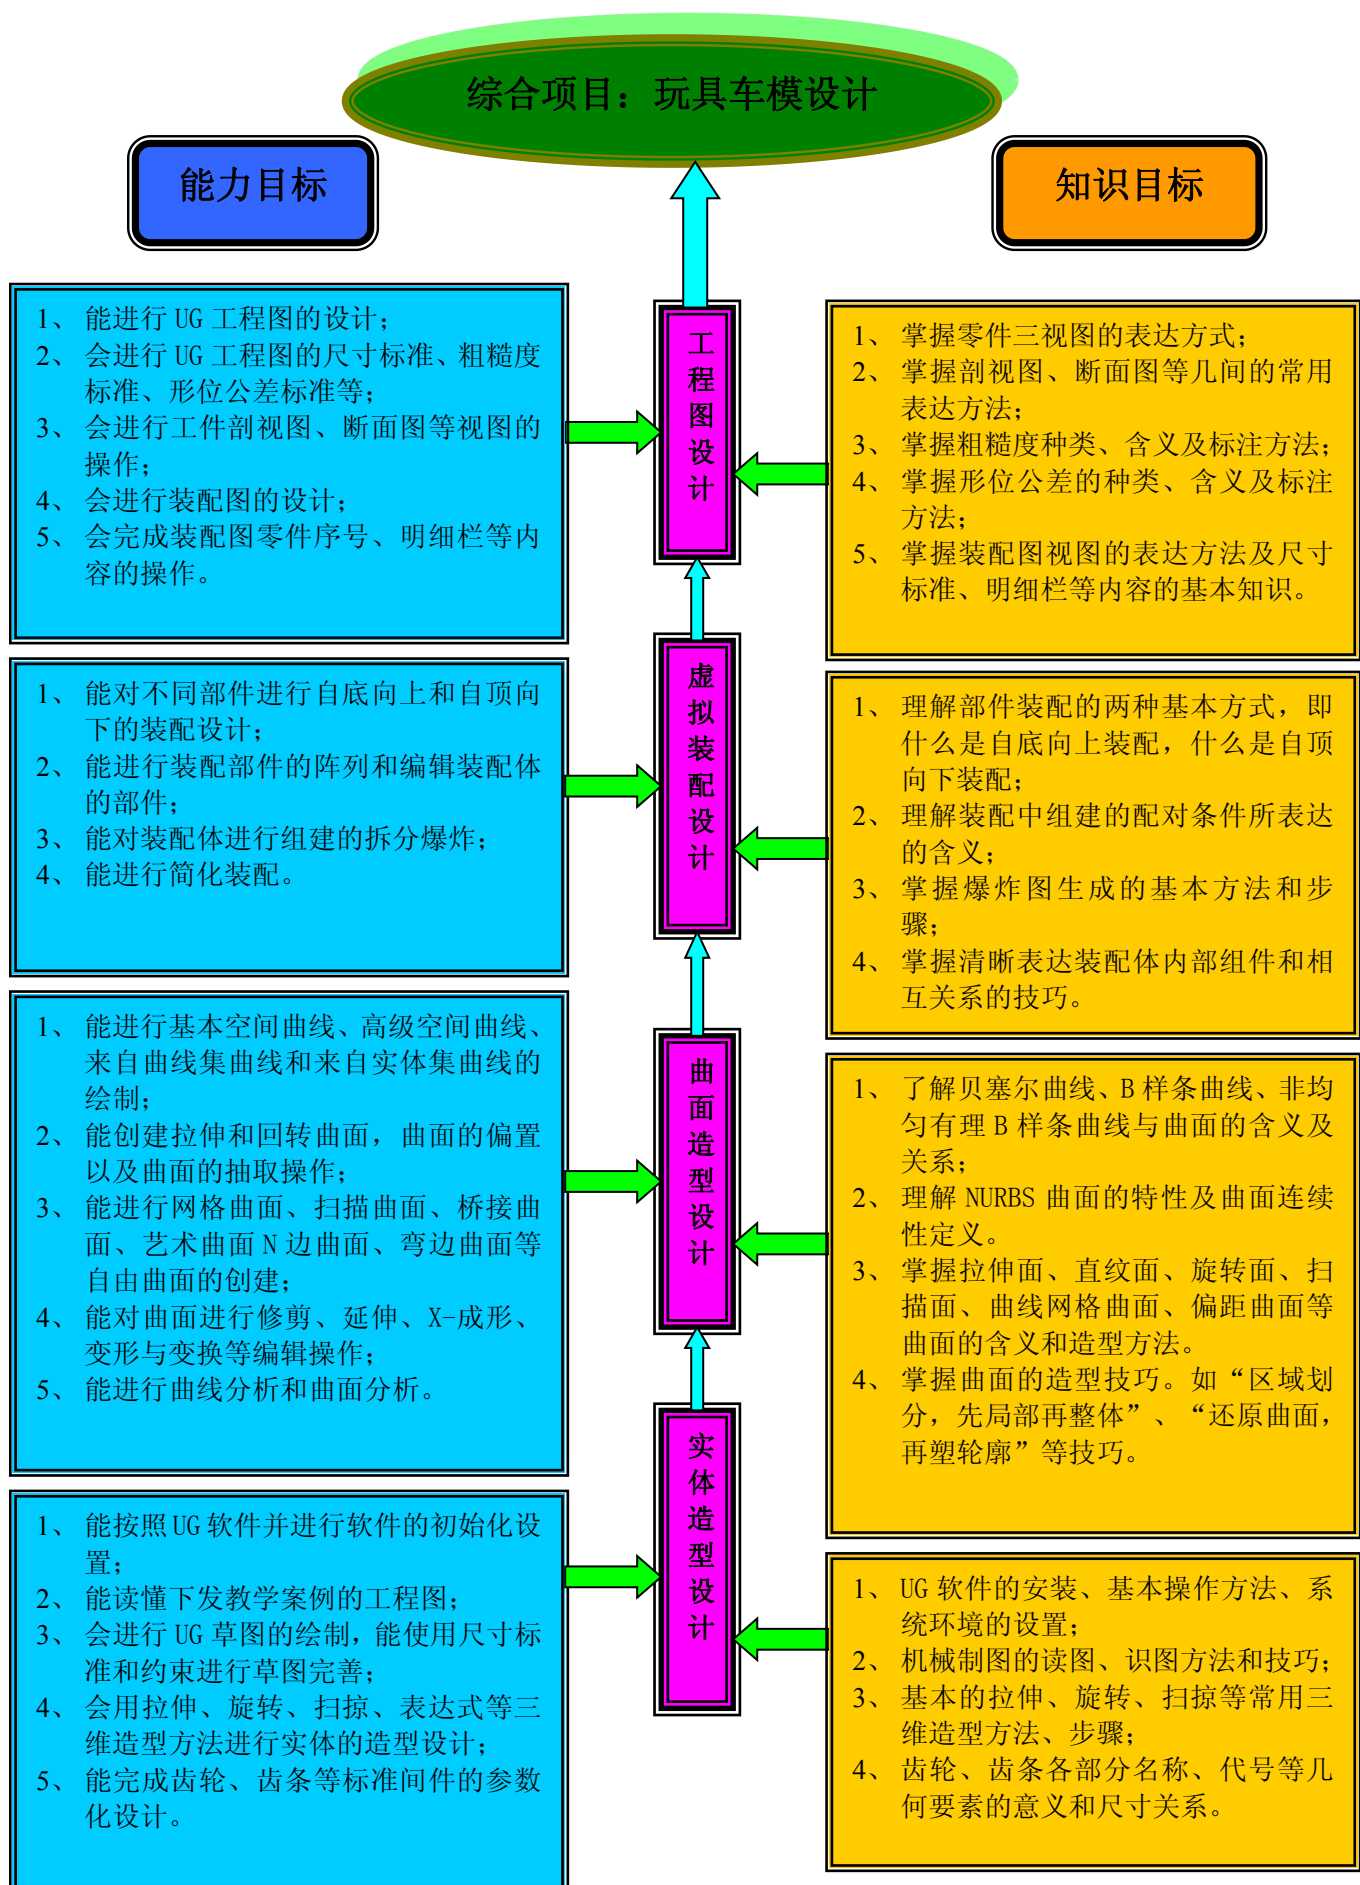 综合项目：玩具车模设计
能力目标
知识目标
1、 能进行 UG 工程图的设计；
2、 会进行 UG 工程图的尺寸标准、粗糙度
标准、形位公差标准等；
3、 会进行工件剖视图、断面图等视图的
操作；
4、 会进行装配图的设计；
5、 会完成装配图零件序号、明细栏等内
容的操作。
工程图设计
1、 掌握零件三视图的表达方式；
2、 掌握剖视图、断面图等几间的常用
表达方法；
3、 掌握粗糙度种类、含义及标注方法；
4、 掌握形位公差的种类、含义及标注
方法；
5、 掌握装配图视图的表达方法及尺寸
标准、明细栏等内容的基本知识。
1、 能对不同部件进行自底向上和自顶向
下的装配设计；
2、 能进行装配部件的阵列和编辑装配体
的部件；
3、 能对装配体进行组建的拆分爆炸；
4、 能进行简化装配。
虚拟装配设计
1、 理解部件装配的两种基本方式，即
什么是自底向上装配，什么是自顶
向下装配；
2、 理解装配中组建的配对条件所表达
的含义；
3、 掌握爆炸图生成的基本方法和步
骤；
4、 掌握清晰表达装配体内部组件和相
互关系的技巧。
1、 能进行基本空间曲线、高级空间曲线、
来自曲线集曲线和来自实体集曲线的
绘制；
2、 能创建拉伸和回转曲面，曲面的偏置
以及曲面的抽取操作；
3、 能进行网格曲面、扫描曲面、桥接曲
面、艺术曲面 N 边曲面、弯边曲面等
自由曲面的创建；
4、 能对曲面进行修剪、延伸、X-成形、
变形与变换等编辑操作；
5、 能进行曲线分析和曲面分析。
曲面造型设计
1、 了解贝塞尔曲线、B 样条曲线、非均
匀有理 B 样条曲线与曲面的含义及
关系；
2、 理解 NURBS 曲面的特性及曲面连续
性定义。
3、 掌握拉伸面、直纹面、旋转面、扫
描面、曲线网格曲面、偏距曲面等
曲面的含义和造型方法。
4、 掌握曲面的造型技巧。如“区域划
分，先局部再整体”、“还原曲面，
再塑轮廓”等技巧。
1、 能按照 UG 软件并进行软件的初始化设
置；
2、 能读懂下发教学案例的工程图；
3、 会进行 UG 草图的绘制，能使用尺寸标
准和约束进行草图完善；
4、 会用拉伸、旋转、扫掠、表达式等三
维造型方法进行实体的造型设计；
5、 能完成齿轮、齿条等标准间件的参数
化设计。
实体造型设计
1、 UG 软件的安装、基本操作方法、系
统环境的设置；
2、 机械制图的读图、识图方法和技巧；
3、 基本的拉伸、旋转、扫掠等常用三
维造型方法、步骤；
4、 齿轮、齿条各部分名称、代号等几
何要素的意义和尺寸关系。